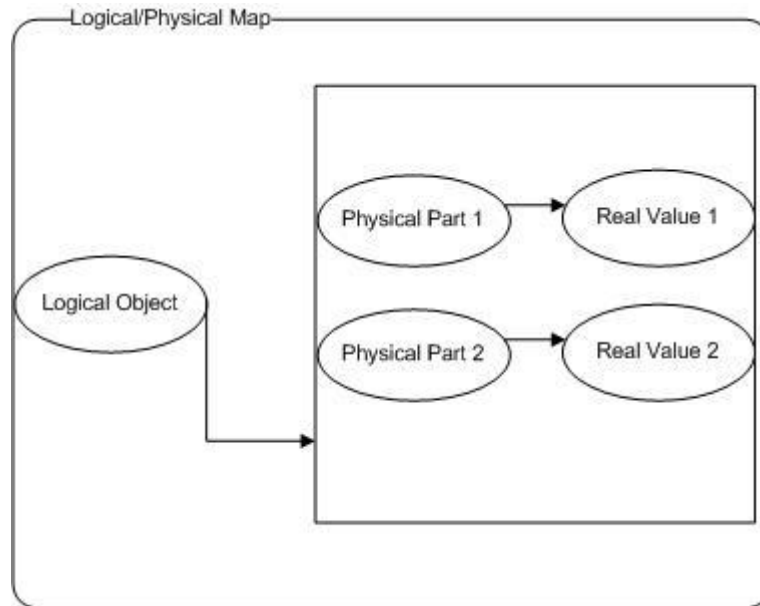 Logical/Physical Map
Physical Part 1
Real Value 1
Logical Object
Physical Part 2
Real Value 2